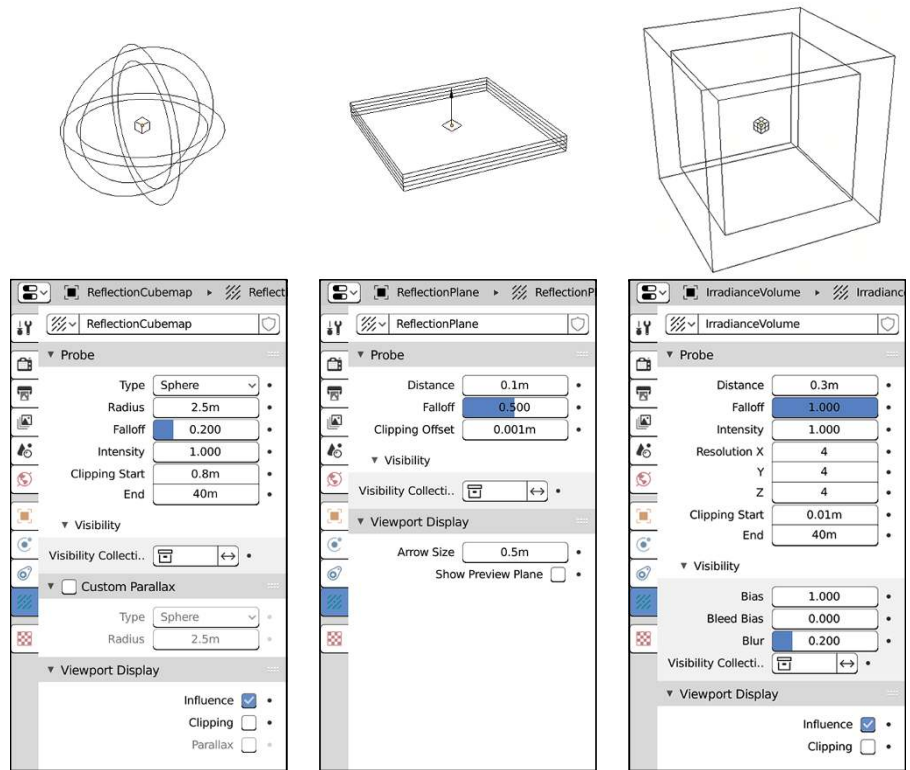 ReflectionCubemap ▸ Reflect
ReflectionCubemap
Probe
Type Sphere
Radius 2.5m
Falloff 0.200
Intensity 1.000
Clipping Start 0.8m
End 40m
Visibility
Visibility Collecti..
Custom Parallax
Type Sphere
Radius 2.5m
Viewport Display
Influence
Clipping
Parallax
ReflectionPlane ▸ ReflectionP
ReflectionPlane
Probe
Distance 0.1m
Falloff 0.500
Clipping Offset 0.001m
Visibility
Visibility Collecti..
Viewport Display
Arrow Size 0.5m
Show Preview Plane
IrradianceVolume ▸ Irradianc
IrradianceVolume
Probe
Distance 0.3m
Falloff 1.000
Intensity 1.000
Resolution X 4
Y 4
Z 4
Clipping Start 0.01m
End 40m
Visibility
Bias 1.000
Bleed Bias 0.000
Blur 0.200
Visibility Collecti..
Viewport Display
Influence
Clipping